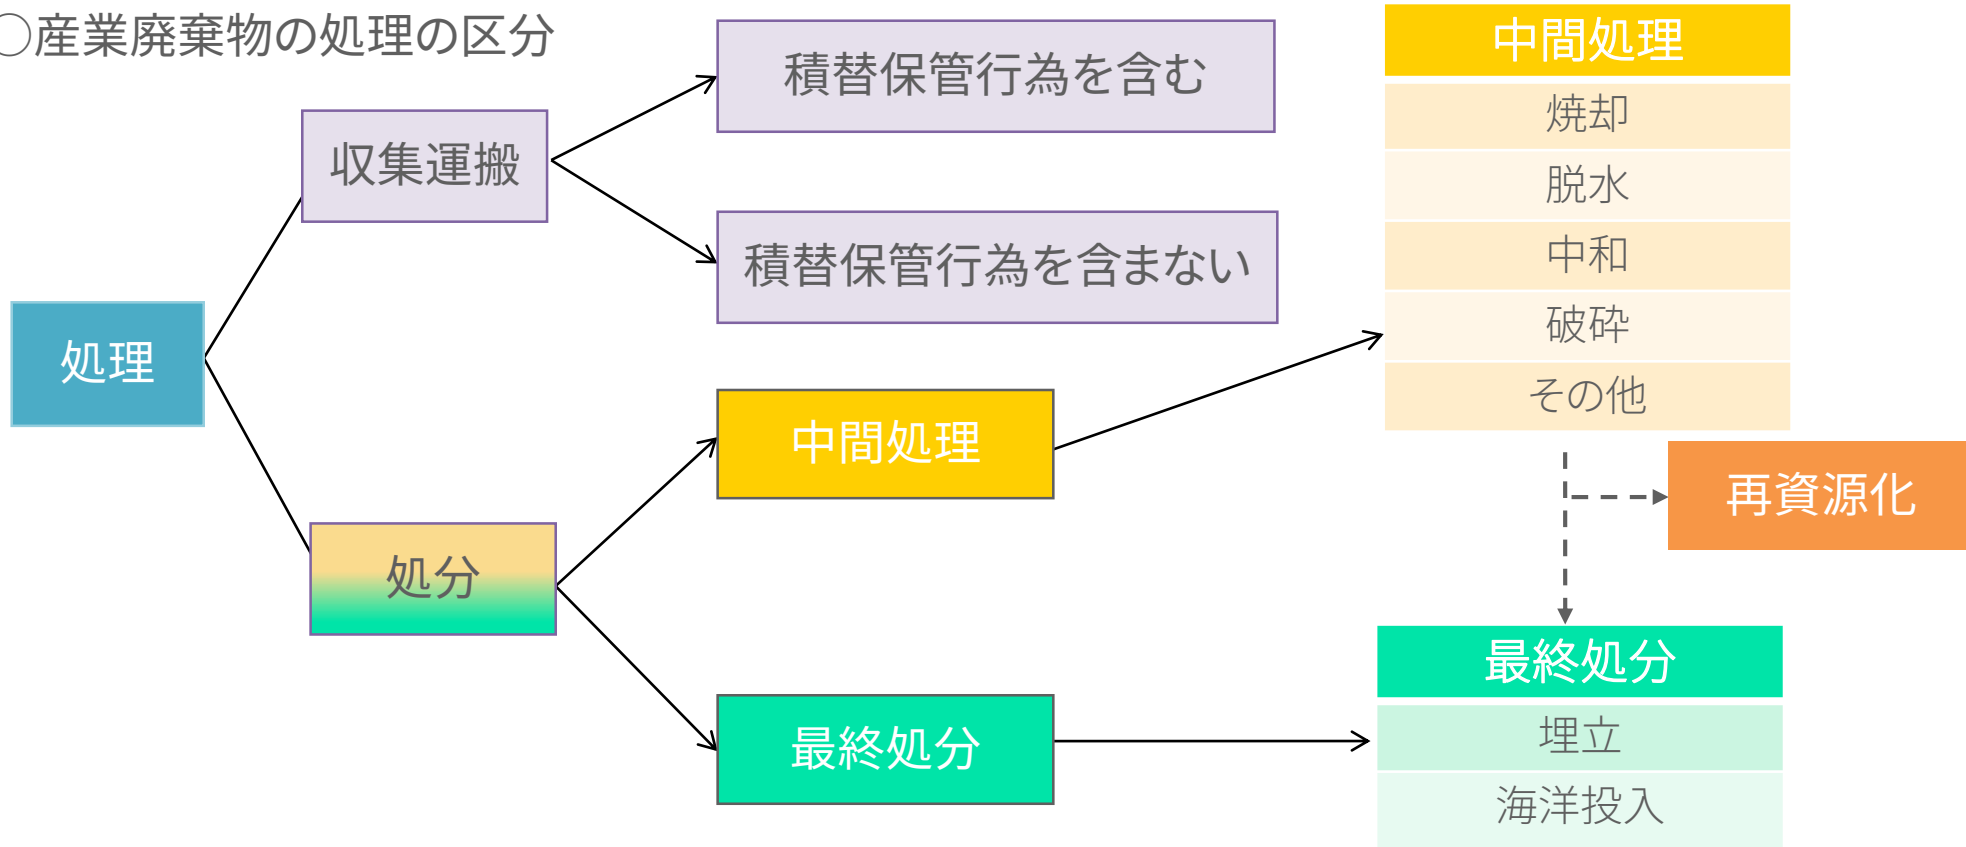 ○産業廃棄物の処理の区分
処理
収集運搬
処分
積替保管行為を含む
積替保管行為を含まない
中間処理
最終処分
中間処理
焼却
脱水
中和
破砕
その他
再資源化
最終処分
埋立
海洋投入